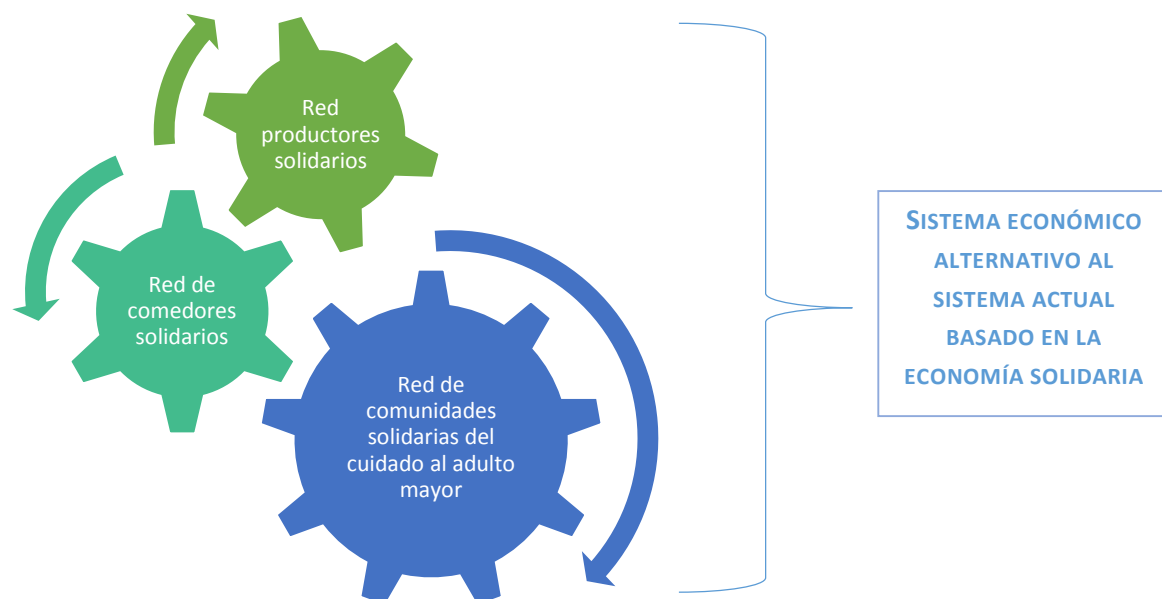 Red
productores
solidarios
Red de
comedores
solidarios
Red de
comunidades
solidarias del
cuidado al adulto
mayor
SISTEMA ECONÓMICO
ALTERNATIVO AL
SISTEMA ACTUAL
BASADO EN LA
ECONOMÍA SOLIDARIA